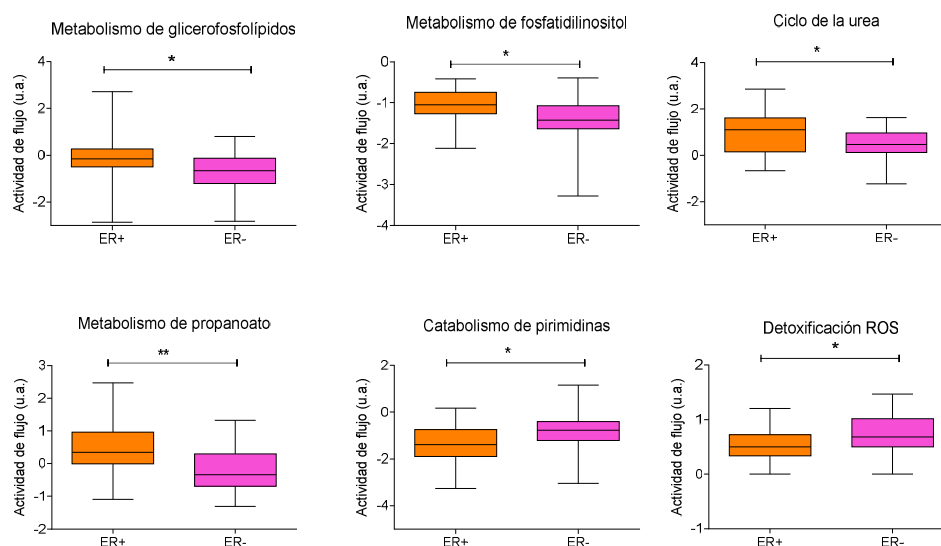 Metabolismo de glicerofosfolípidos
*
Actividad de flujo (u.a.)
4
2
0
-2
ER+
ER-
Metabolismo de fosfatidilinositol
*
Actividad de flujo (u.a.)
0
-1
-2
-3
-4
ER+
ER-
Ciclo de la urea
*
Actividad de flujo (u.a.)
4
2
0
-2
ER+
ER-
Metabolismo de propanoato
**
Actividad de flujo (u.a.)
3
2
1
0
-1
-2
ER+
ER-
Catabolismo de pirimidinas
*
Actividad de flujo (u.a.)
2
0
-2
-4
ER+
ER-
Detoxificación ROS
*
Actividad de flujo (u.a.)
2
1
0
-1
ER+
ER-